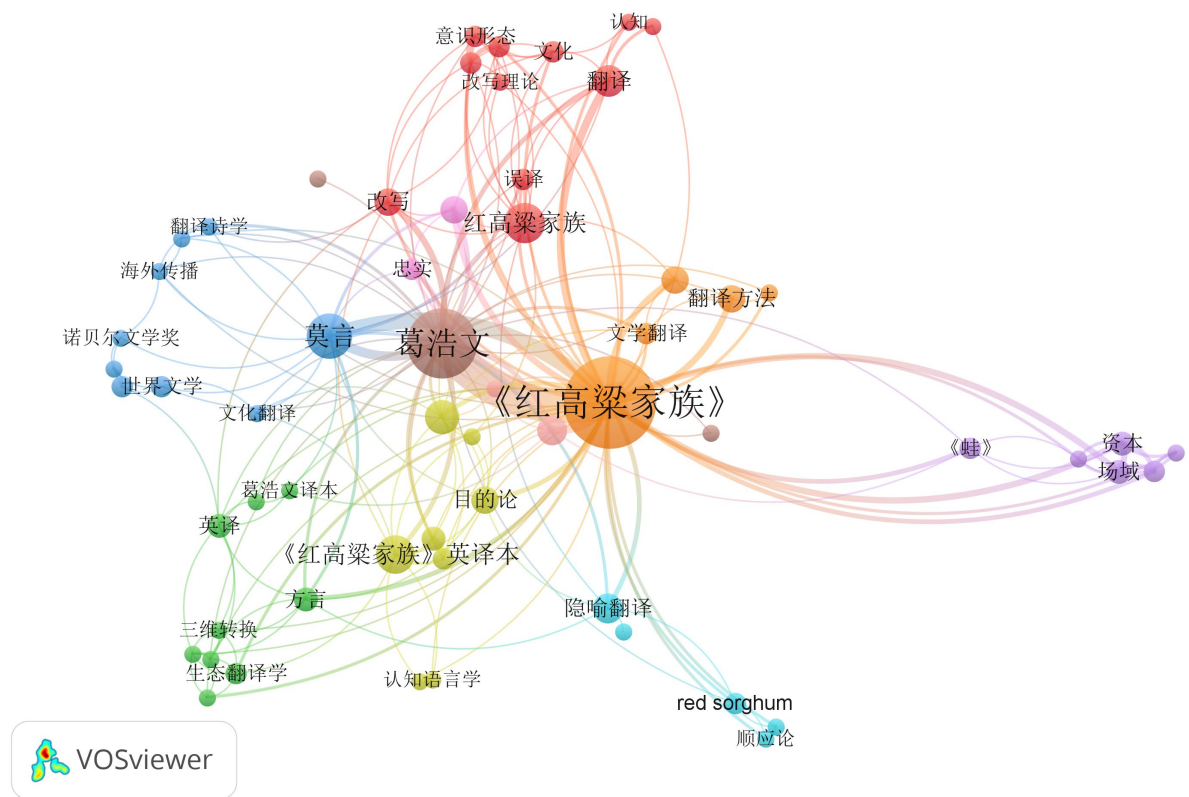 认知
意识形态
文化
改写理论
翻译
误译
改写
红高粱家族
翻译诗学
忠实
海外传播
翻译方法
文学翻译
诺贝尔文学奖
莫言
葛浩文
世界文学
《红高粱家族》
文化翻译
《蛙》
资本
场域
葛浩文译本
目的论
英译
《红高粱家族》英译本
方言
隐喻翻译
三维转换
生态翻译学
认知语言学
red sorghum
顺应论
VOSviewer